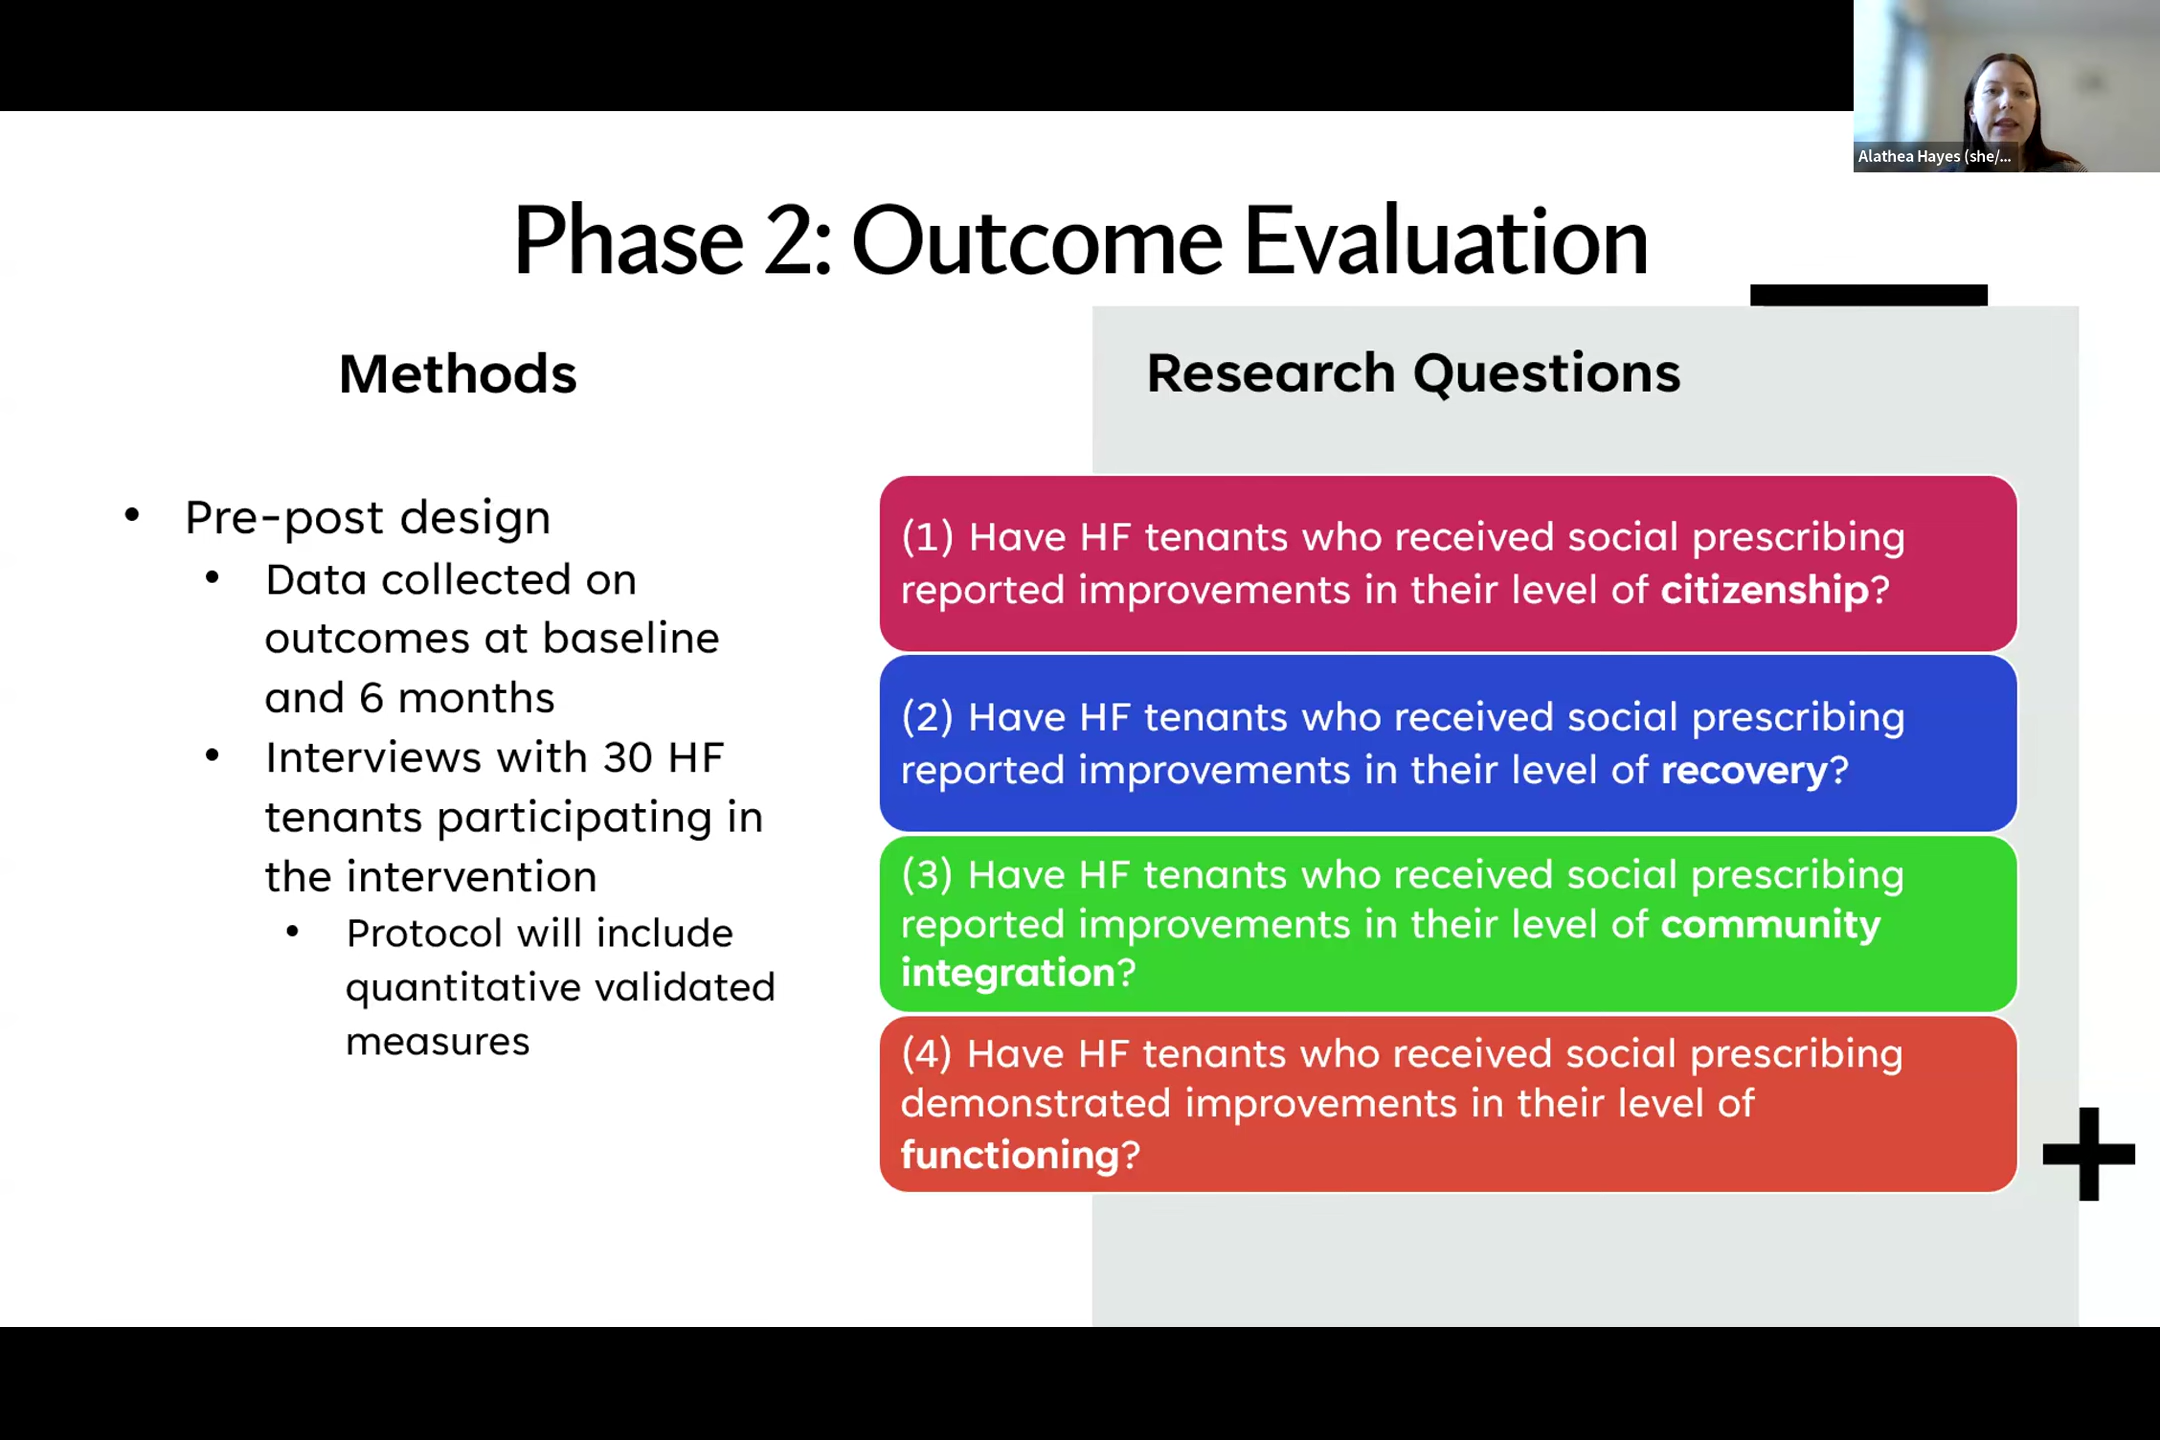 Alathea Hayes (she/...
Phase 2: Outcome Evaluation
Methods
• Pre-post design
• Data collected on
outcomes at baseline
and 6 months
• Interviews with 30 HF
tenants participating in
the intervention
• Protocol will include
quantitative validated
measures
Research Questions
(1) Have HF tenants who received social prescribing
reported improvements in their level of citizenship?
(2) Have HF tenants who received social prescribing
reported improvements in their level of recovery?
(3) Have HF tenants who received social prescribing
reported improvements in their level of community
integration?
(4) Have HF tenants who received social prescribing
demonstrated improvements in their level of
functioning?